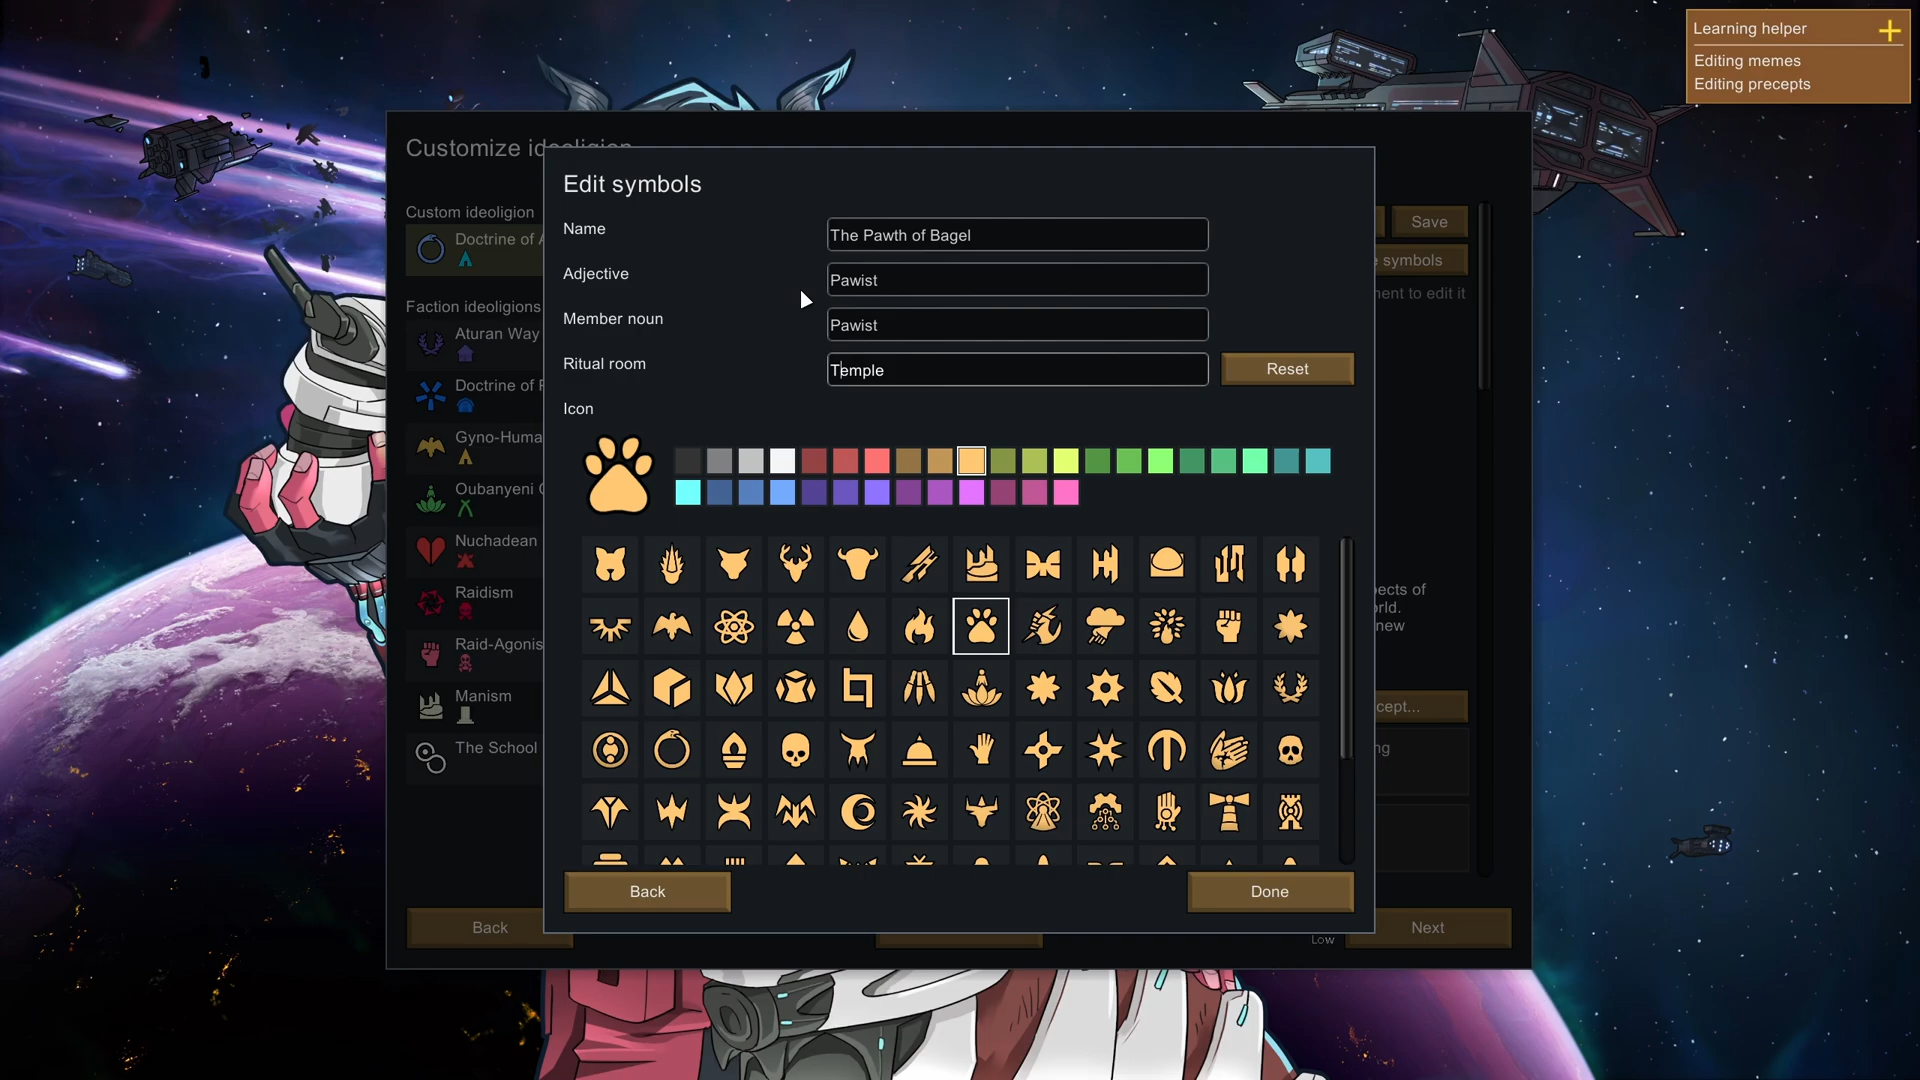 Learning helper
Editing memes
Editing precepts
Customize ideoligion
Edit symbols
Custom ideoligion
Doctrine of A
Faction ideoligions
Aturan Way
Doctrine of
Gyno-Huma
Oubanyeni
Nuchadean
Raidism
Raid-Agonis
Manism
The School
Name
The Pawth of Bagel
Adjective
Pawist
Member noun
Pawist
Ritual room
Temple
Reset
Icon
Save
symbols
ent to edit it
pects of
rld.
new
cept...
ng
Back
Done
Back
Low
Next